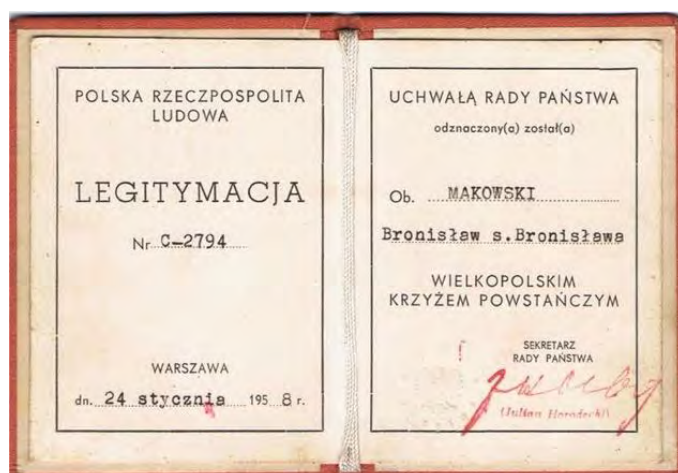 POLSKA RZECZPOSPOLITA
LUDOWA
LEGITYMACJA
Nr C-2794
WARSZAWA
dn. 24 stycznia 1958 r.
UCHWAŁĄ RADY PAŃSTWA
odznaczony(a) został(a)
Ob. MAKOWSKI
Bronisław s.Bronisława
WIELKOPOLSKIM
KRZYŻEM POWSTAŃCZYM
SEKRETARZ
RADY PAŃSTWA
(Julian Horodecki)